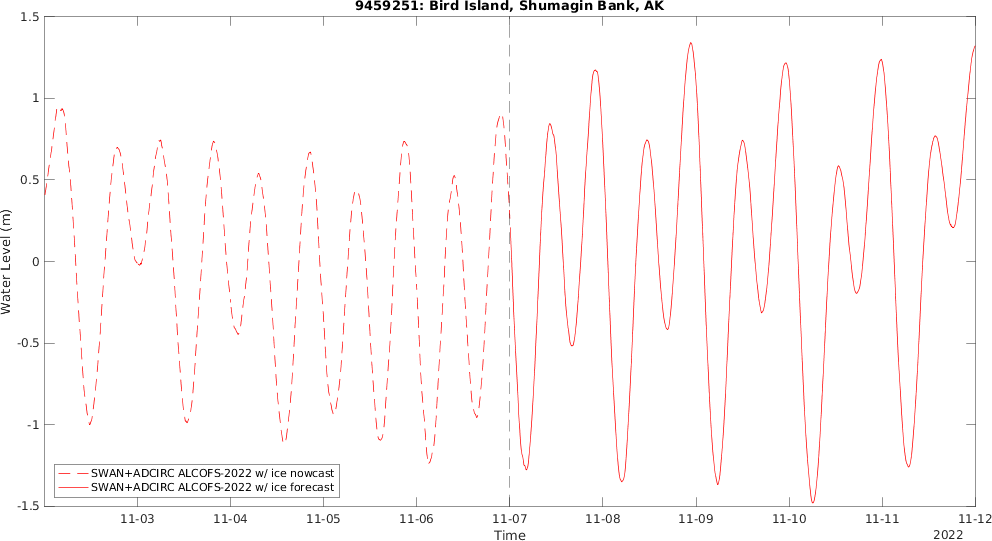 9459251: Bird Island, Shumagin Bank, AK
1.5
1
0.5
0
-0.5
-1
-1.5
Water Level (m)
SWAN+ADCIRC ALCOFS-2022 w/ ice nowcast
SWAN+ADCIRC ALCOFS-2022 w/ ice forecast
11-03 11-04 11-05 11-06 11-07 11-08 11-09 11-10 11-11 11-12
Time
2022